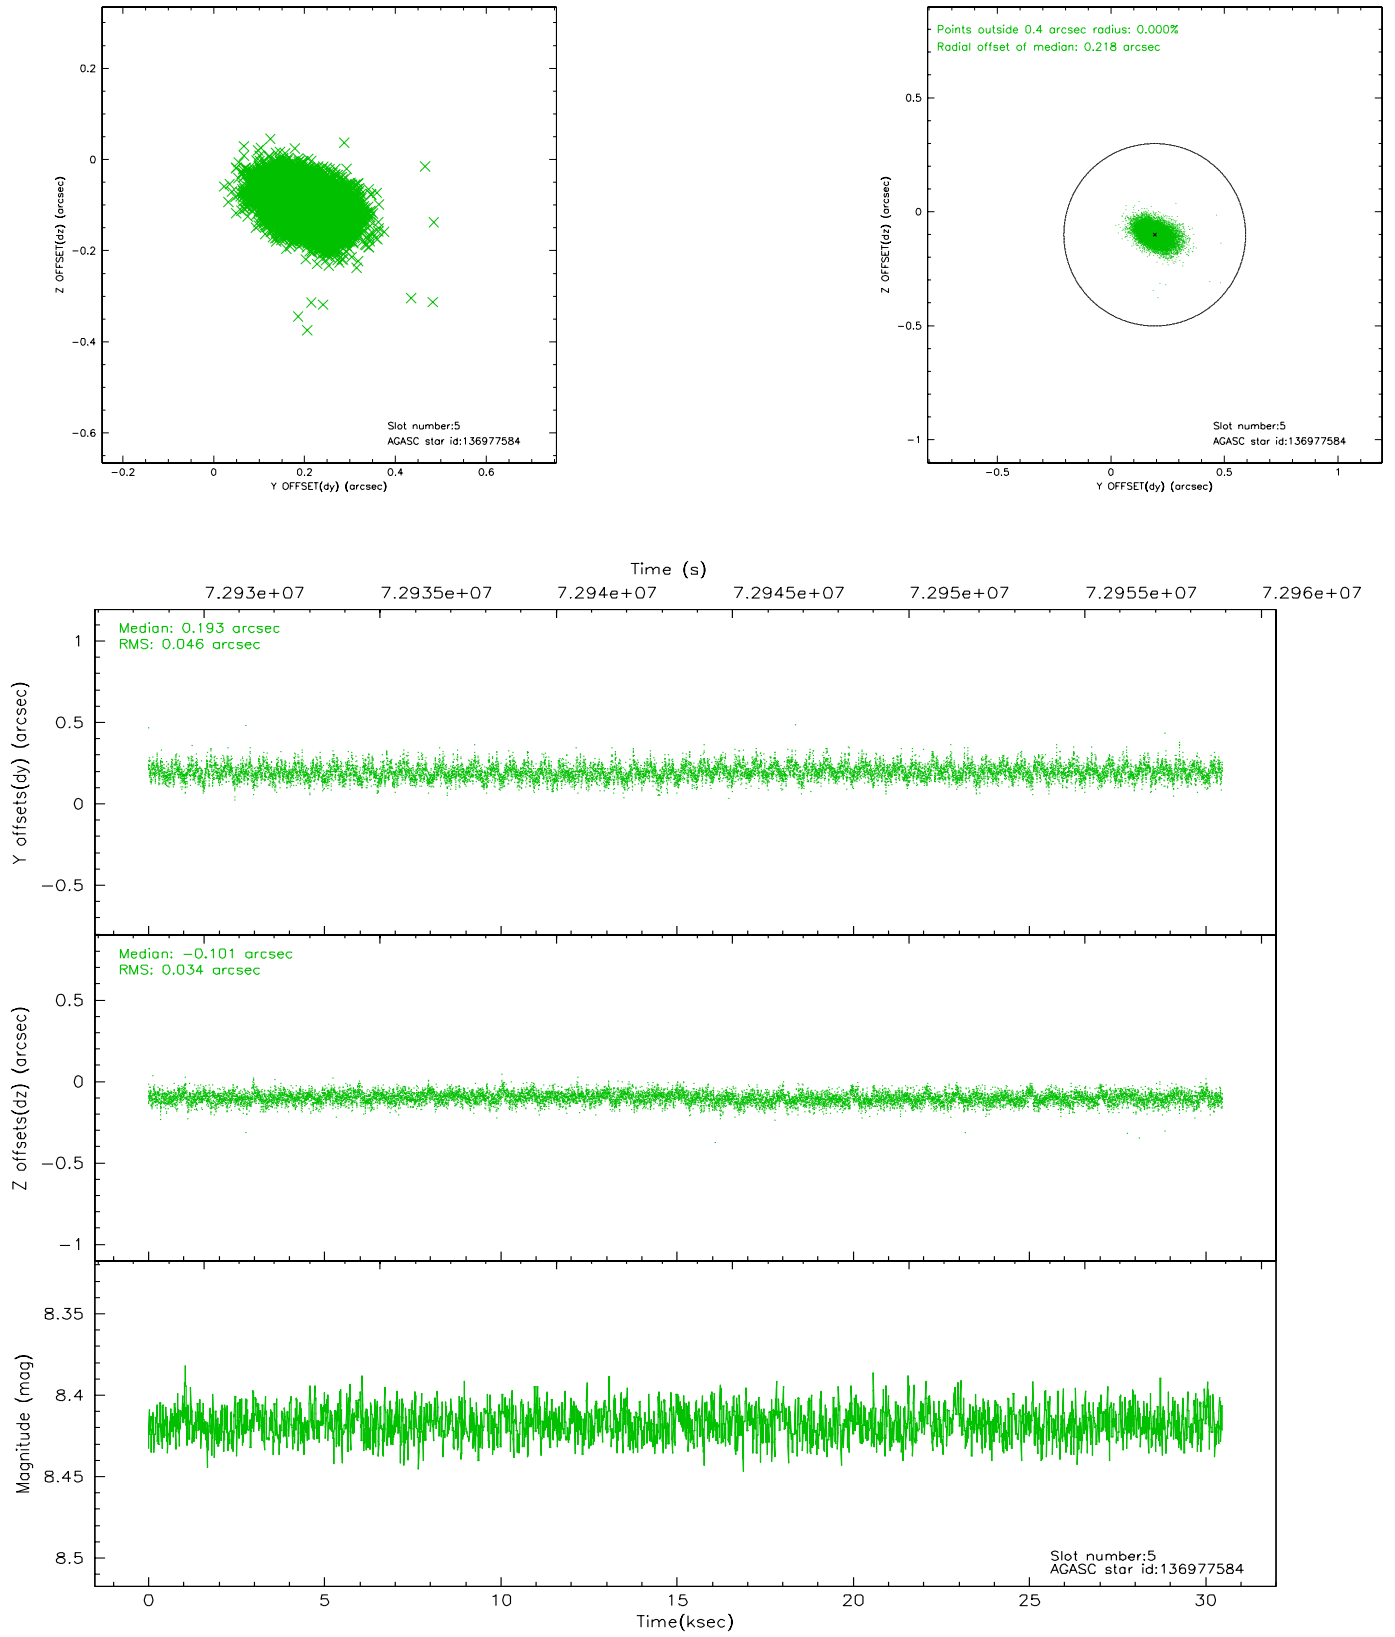 0.2
0
−0.2
−0.4
−0.6
Z OFFSET(dz) (arcsec)
Slot number:5
AGASC star id:136977584
−0.2
0
0.2
0.4
0.6
Y OFFSET(dy) (arcsec)
Points outside 0.4 arcsec radius: 0.000%
Radial offset of median: 0.218 arcsec
0.5
0
−0.5
−1
Z OFFSET(dz) (arcsec)
Slot number:5
AGASC star id:136977584
−0.5
0
0.5
1
Y OFFSET(dy) (arcsec)
Time (s)
7.293e+07
7.2935e+07
7.294e+07
7.2945e+07
7.295e+07
7.2955e+07
7.296e+07
Median: 0.193 arcsec
RMS: 0.046 arcsec
1
0.5
0
−0.5
Y offsets(dy) (arcsec)
Median: −0.101 arcsec
RMS: 0.034 arcsec
0.5
0
−0.5
−1
Z offsets(dz) (arcsec)
8.35
8.4
8.45
8.5
Magnitude (mag)
Slot number:5
AGASC star id:136977584
0
5
10
15
20
25
30
Time(ksec)